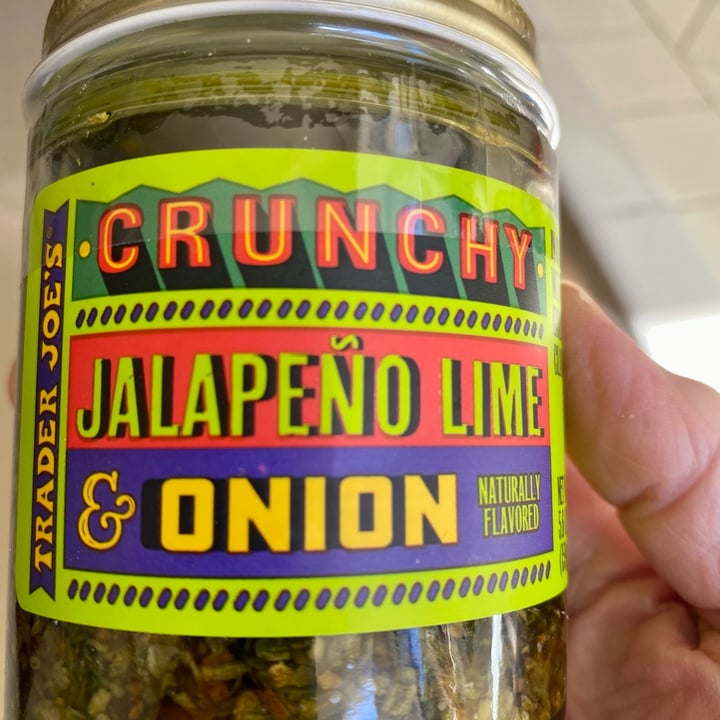 TRADER JOE'S®
CRUNCHY
JALAPEÑO LIME
& ONION
NATURALLY
FLAVORED